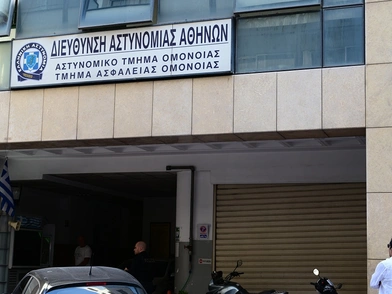 ΔΙΕΥΘΥΝΣΗ ΑΣΤΥΝΟΜΙΑΣ ΑΘΗΝΩΝ
ΑΣΤΥΝΟΜΙΚΟ ΤΜΗΜΑ ΟΜΟΝΟΙΑΣ
ΤΜΗΜΑ ΑΣΦΑΛΕΙΑΣ ΟΜΟΝΟΙΑΣ